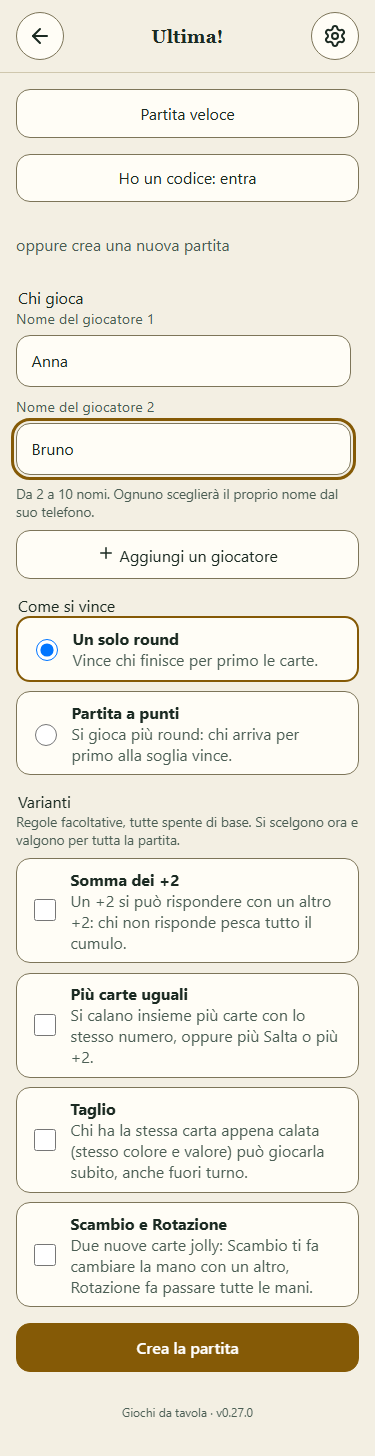 Ultima!
Partita veloce
Ho un codice: entra
oppure crea una nuova partita
Chi gioca
Nome del giocatore 1
Anna
Nome del giocatore 2
Bruno
Da 2 a 10 nomi. Ognuno sceglierà il proprio nome dal
suo telefono.
+ Aggiungi un giocatore
Come si vince
Un solo round
Vince chi finisce per primo le carte.
Partita a punti
Si gioca più round: chi arriva per
primo alla soglia vince.
Varianti
Regole facoltative, tutte spente di base. Si scelgono ora e
valgono per tutta la partita.
Somma dei +2
Un +2 si può rispondere con un altro
+2: chi non risponde pesca tutto il
cumulo.
Più carte uguali
Si calano insieme più carte con lo
stesso numero, oppure più Salta o più
+2.
Taglio
Chi ha la stessa carta appena calata
(stesso colore e valore) può giocarla
subito, anche fuori turno.
Scambio e Rotazione
Due nuove carte jolly: Scambio ti fa
cambiare la mano con un altro,
Rotazione fa passare tutte le mani.
Crea la partita
Giochi da tavola · v0.27.0